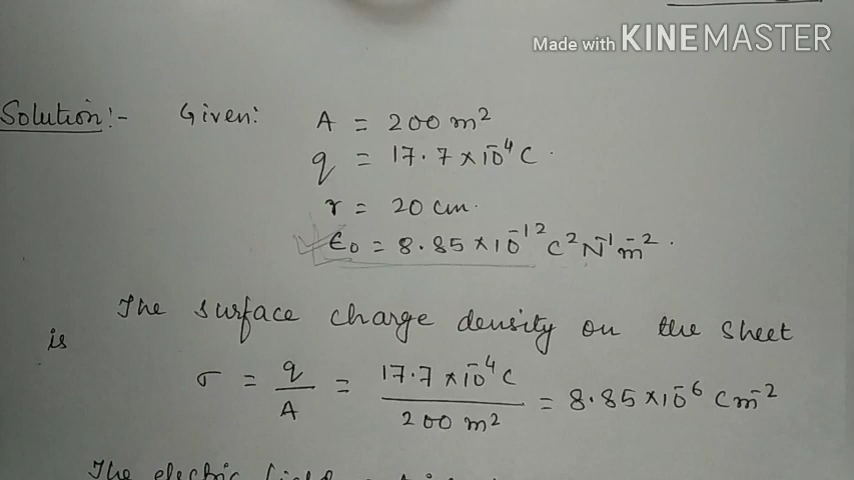 Made with KINEMASTER
Solution:- Given: A = 200 m²
q = 17.7 × 10⁻⁴ C.
r = 20 cm.
ϵ₀ = 8.85 × 10⁻¹² C² N⁻¹ m⁻².
The surface charge density on the sheet
is
σ = q/A = 17.7 × 10⁻⁴ C / 200 m² = 8.85 × 10⁻⁶ C m⁻²
The electric field